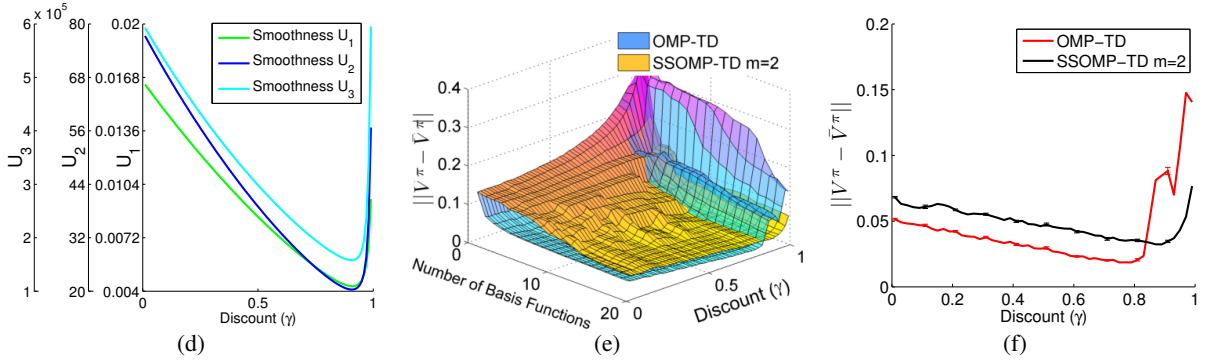 6 x 10⁵
5
4
3
2
1
U₃
80
68
56
44
32
20
U₂
0.02
0.0168
0.0136
0.0104
0.0072
0.004
U₁
Smoothness U₁
Smoothness U₂
Smoothness U₃
0 0.5 1
Discount (γ)
(d)
OMP-TD
SSOMP-TD m=2
0.4
0.3
0.2
0.1
0
||V^π − V̄^π||
0 10 20
Number of Basis Functions
0 0.5 1
Discount (γ)
(e)
OMP−TD
SSOMP−TD m=2
0.2
0.15
0.1
0.05
0
||V^π − V̄^π||
0 0.2 0.4 0.6 0.8 1
Discount (γ)
(f)